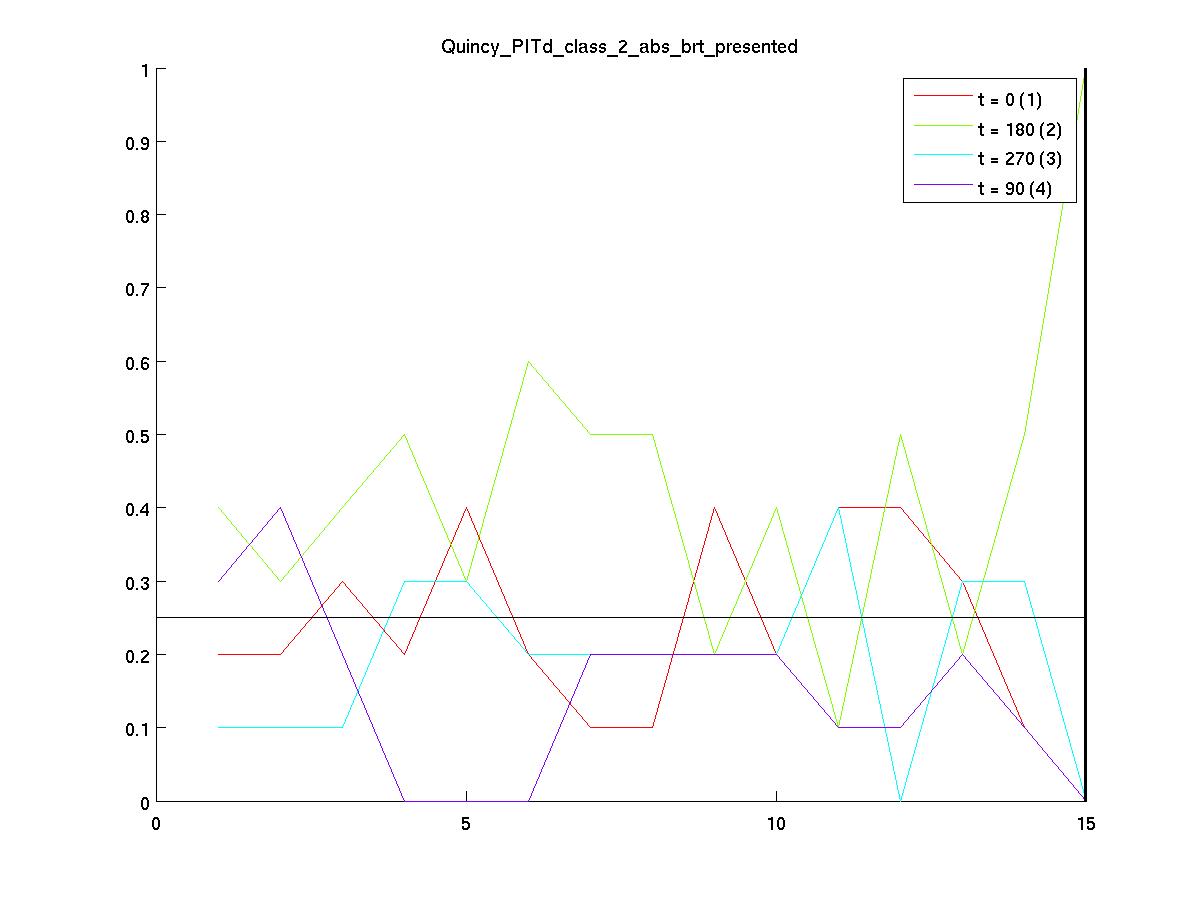 Quincy_PITd_class_2_abs_brt_presented
1
0.9
0.8
0.7
0.6
0.5
0.4
0.3
0.2
0.1
0
0 5 10 15
t = 0 (1)
t = 180 (2)
t = 270 (3)
t = 90 (4)